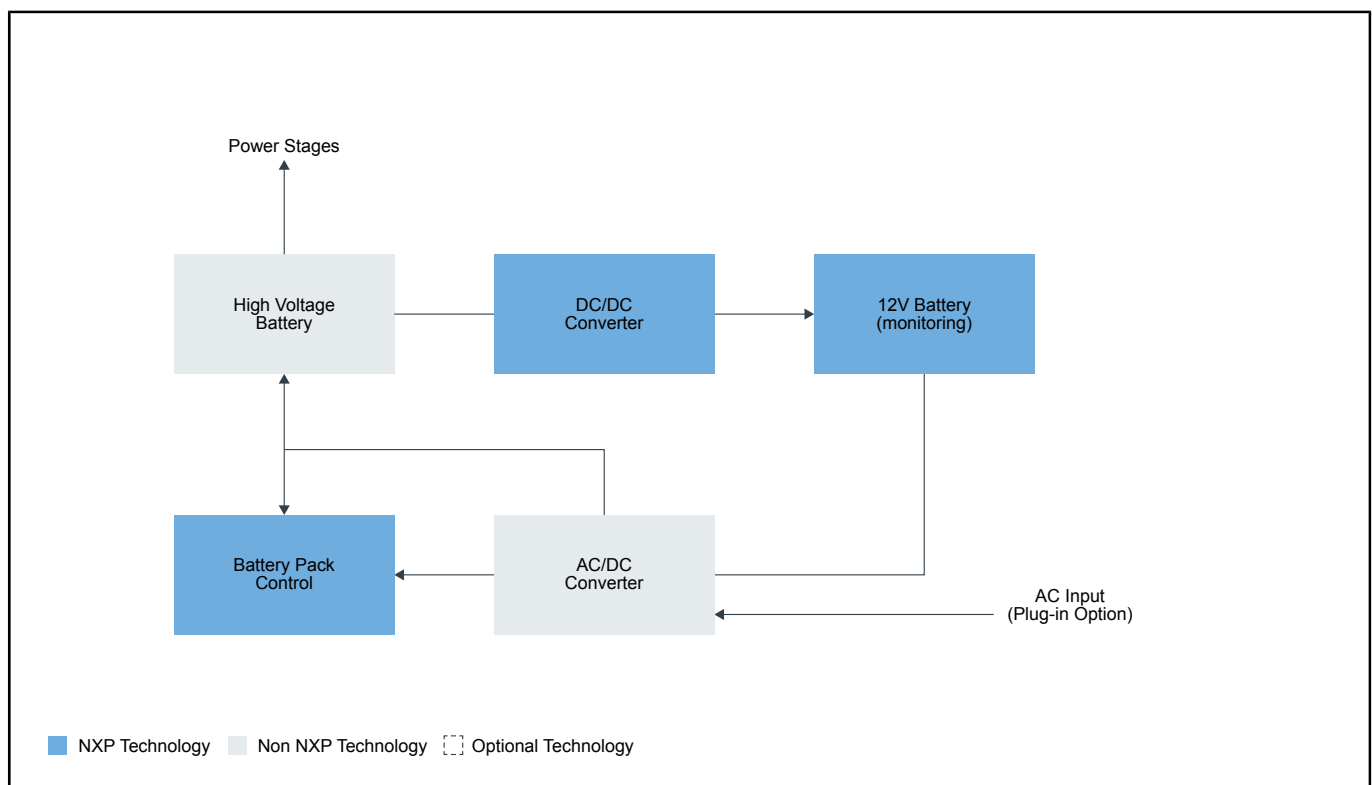 Power Stages
High Voltage
Battery
DC/DC
Converter
12V Battery
(monitoring)
Battery Pack
Control
AC/DC
Converter
AC Input
(Plug-in Option)
NXP Technology
Non NXP Technology
Optional Technology